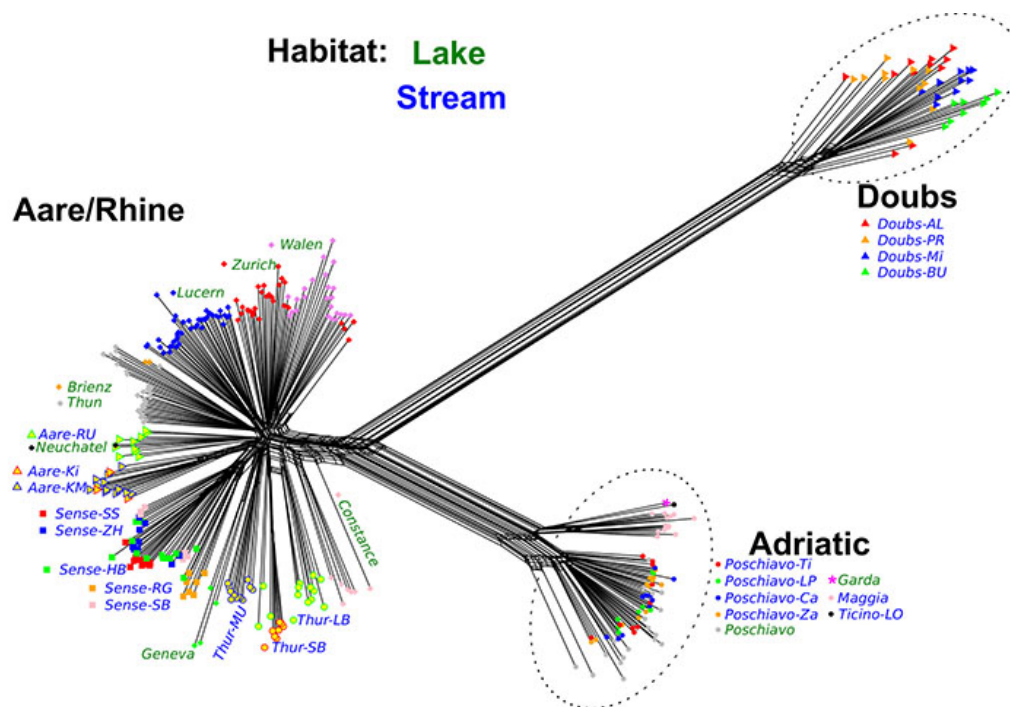 Habitat: Lake
Stream
Aare/Rhine
Doubs
Doubs-AL
Doubs-PR
Doubs-Mi
Doubs-BU
Walen
Zurich
Lucern
Brienz
Thun
Aare-RU
Neuchatel
Aare-Ki
Aare-KM
Sense-SS
Sense-ZH
Sense-HB
Sense-RG
Sense-SB
Geneva
Thur-MU
Thur-SB
Thur-LB
Constance
Adriatic
Poschiavo-Ti
Poschiavo-LP
Poschiavo-Ca
Poschiavo-Za
Poschiavo
Garda
Maggia
Ticino-LO